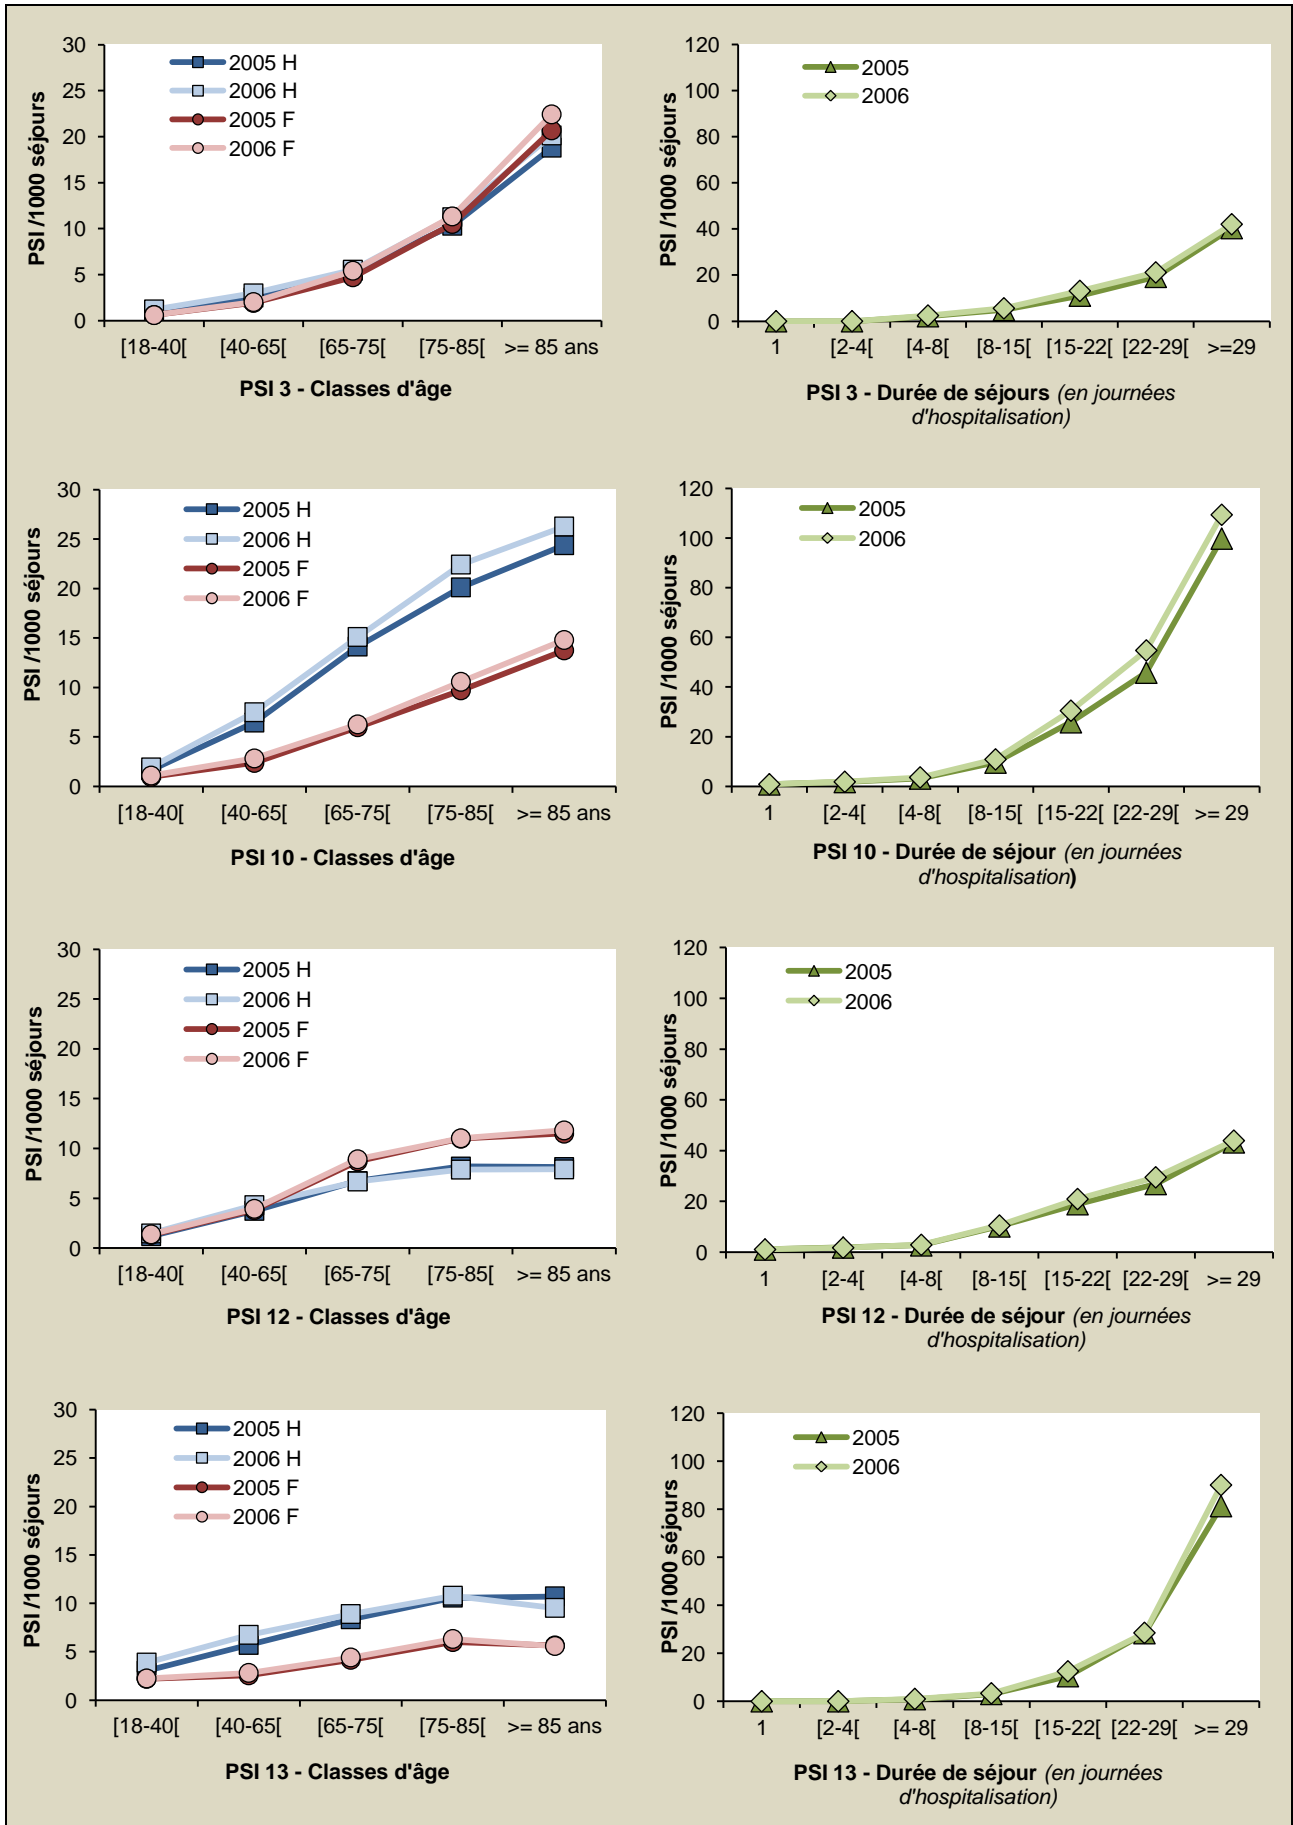 30
25
20
15
10
5
0
PSI /1000 séjours
2005 H
2006 H
2005 F
2006 F
[18-40[ [40-65[ [65-75[ [75-85[ >= 85 ans
PSI 3 - Classes d'âge
120
100
80
60
40
20
0
PSI /1000 séjours
2005
2006
1 [2-4[ [4-8[ [8-15[ [15-22[ [22-29[ >=29
PSI 3 - Durée de séjours (en journées
d'hospitalisation)
30
25
20
15
10
5
0
PSI /1000 séjours
2005 H
2006 H
2005 F
2006 F
[18-40[ [40-65[ [65-75[ [75-85[ >= 85 ans
PSI 10 - Classes d'âge
120
100
80
60
40
20
0
PSI /1000 séjours
2005
2006
1 [2-4[ [4-8[ [8-15[ [15-22[ [22-29[ >= 29
PSI 10 - Durée de séjour (en journées
d'hospitalisation)
30
25
20
15
10
5
0
PSI /1000 séjours
2005 H
2006 H
2005 F
2006 F
[18-40[ [40-65[ [65-75[ [75-85[ >= 85 ans
PSI 12 - Classes d'âge
120
100
80
60
40
20
0
PSI /1000 séjours
2005
2006
1 [2-4[ [4-8[ [8-15[ [15-22[ [22-29[ >= 29
PSI 12 - Durée de séjour (en journées
d'hospitalisation)
30
25
20
15
10
5
0
PSI /1000 séjours
2005 H
2006 H
2005 F
2006 F
[18-40[ [40-65[ [65-75[ [75-85[ >= 85 ans
PSI 13 - Classes d'âge
120
100
80
60
40
20
0
PSI /1000 séjours
2005
2006
1 [2-4[ [4-8[ [8-15[ [15-22[ [22-29[ >= 29
PSI 13 - Durée de séjour (en journées
d'hospitalisation)